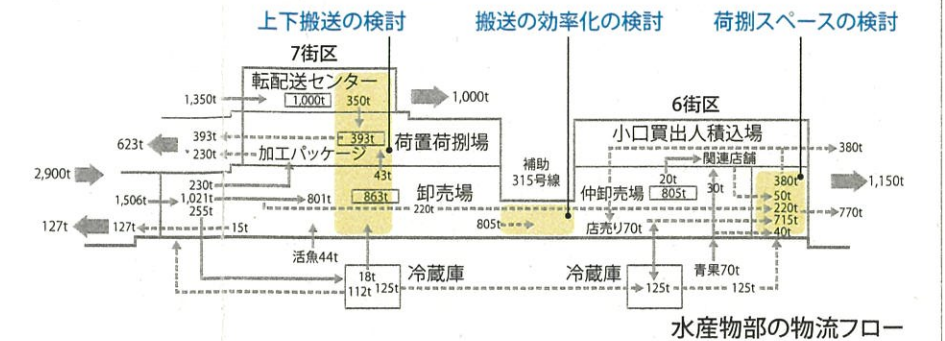 上下搬送の検討
搬送の効率化の検討
荷捌スペースの検討
7街区
転配送センター
1,350t
1,000t
350t
1,000t
6街区
小口買出人積込場
623t
393t
393t
荷置荷捌場
230t
加工パッケージ
43t
関連店舗
380t
2,900t
補助
315号線
230t
1,506t
1,021t
255t
801t
863t
卸売場
220t
20t
仲卸売場
805t
30t
380t
50t
220t
715t
40t
1,150t
770t
127t
127t
15t
805t
店売り70t
活魚44t
冷蔵庫
18t
112t
125t
冷蔵庫
125t
青果70t
125t
水産物部の物流フロー